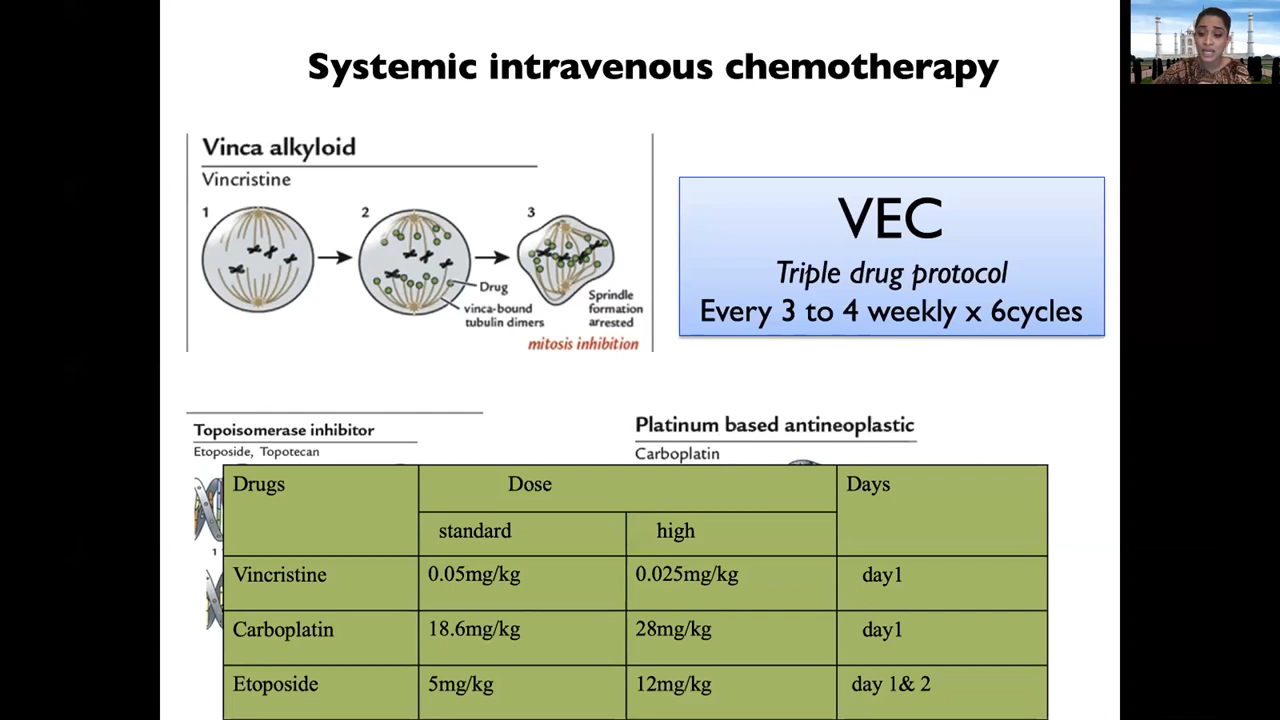 Systemic intravenous chemotherapy
Vinca alkyloid
Vincristine
1
2
3
Drug
vinca-bound
tubulin dimers
Sprindle
formation
arrested
mitosis inhibition
VEC
Triple drug protocol
Every 3 to 4 weekly x 6cycles
Topoisomerase inhibitor
Etoposide, Topotecan
1
Platinum based antineoplastic
Carboplatin
Drugs Dose Days
standard high
Vincristine 0.05mg/kg 0.025mg/kg day1
Carboplatin 18.6mg/kg 28mg/kg day1
Etoposide 5mg/kg 12mg/kg day 1& 2